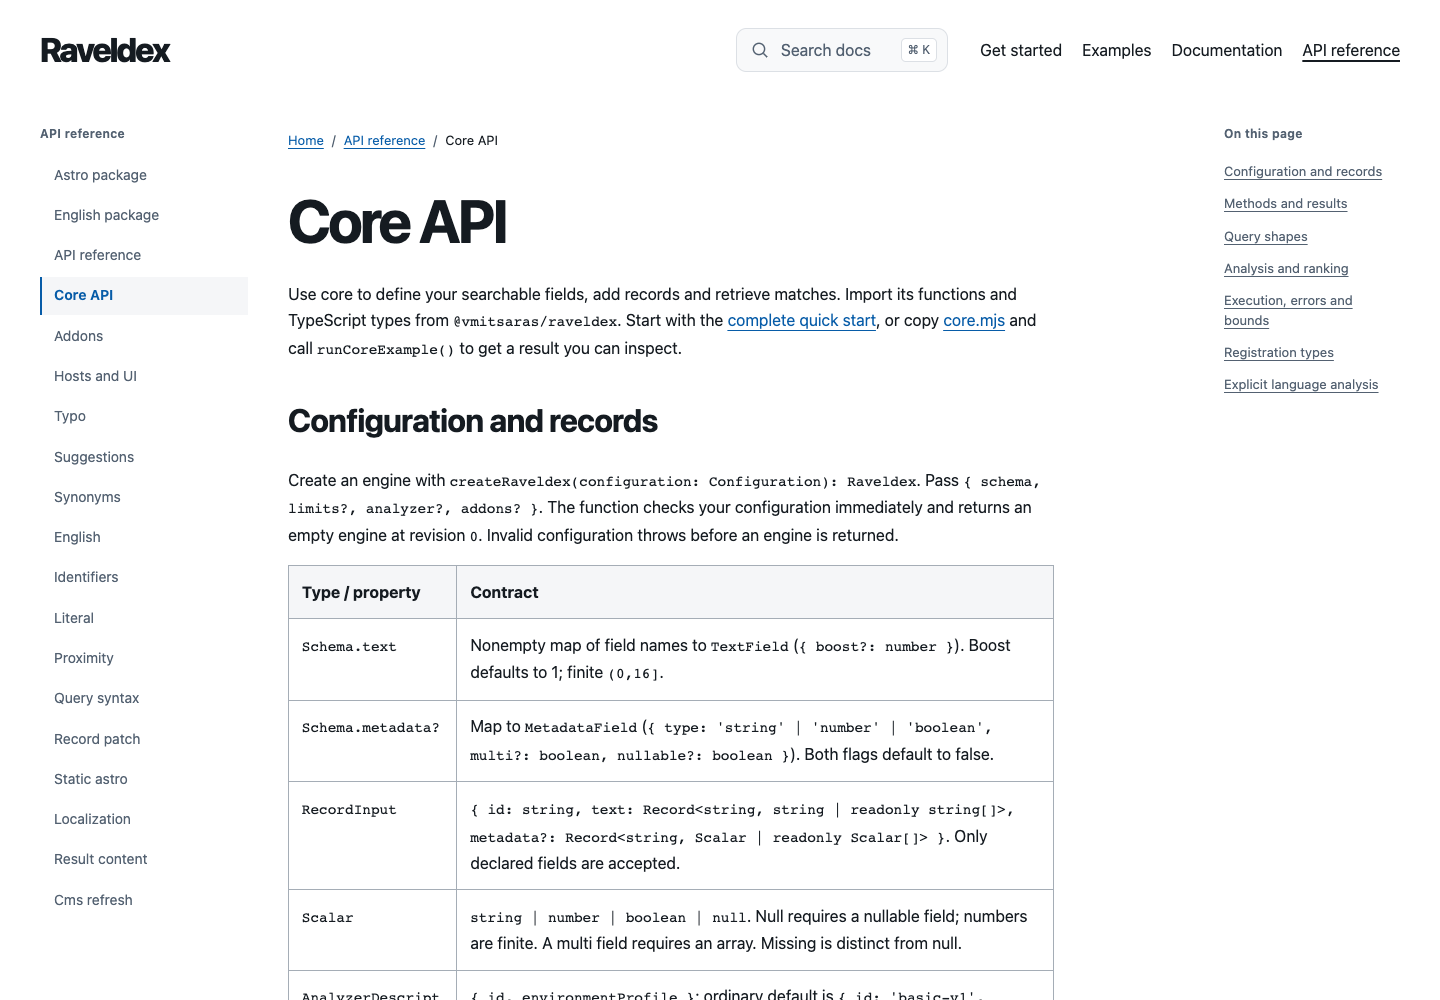 Raveldex
Search docs
⌘ K
Get started
Examples
Documentation
API reference
API reference
Astro package
English package
API reference
Core API
Addons
Hosts and UI
Typo
Suggestions
Synonyms
English
Identifiers
Literal
Proximity
Query syntax
Record patch
Static astro
Localization
Result content
Cms refresh
Home / API reference / Core API
Core API
Use core to define your searchable fields, add records and retrieve matches. Import its functions and
TypeScript types from @vmitsaras/raveldex. Start with the complete quick start, or copy core.mjs and
call runCoreExample() to get a result you can inspect.
Configuration and records
Create an engine with createRaveldex(configuration: Configuration): Raveldex. Pass { schema,
limits?, analyzer?, addons? }. The function checks your configuration immediately and returns an
empty engine at revision 0. Invalid configuration throws before an engine is returned.
Type / property
Contract
Schema.text
Nonempty map of field names to TextField ({ boost?: number }). Boost
defaults to 1; finite (0,16].
Schema.metadata?
Map to MetadataField ({ type: 'string' | 'number' | 'boolean',
multi?: boolean, nullable?: boolean }). Both flags default to false.
RecordInput
{ id: string, text: Record<string, string | readonly string[]>,
metadata?: Record<string, Scalar | readonly Scalar[]> }. Only
declared fields are accepted.
Scalar
string | number | boolean | null. Null requires a nullable field; numbers
are finite. A multi field requires an array. Missing is distinct from null.
AnalyzerDescript
{ id, environmentProfile }; ordinary default is { id: 'basic-v1',
On this page
Configuration and records
Methods and results
Query shapes
Analysis and ranking
Execution, errors and
bounds
Registration types
Explicit language analysis